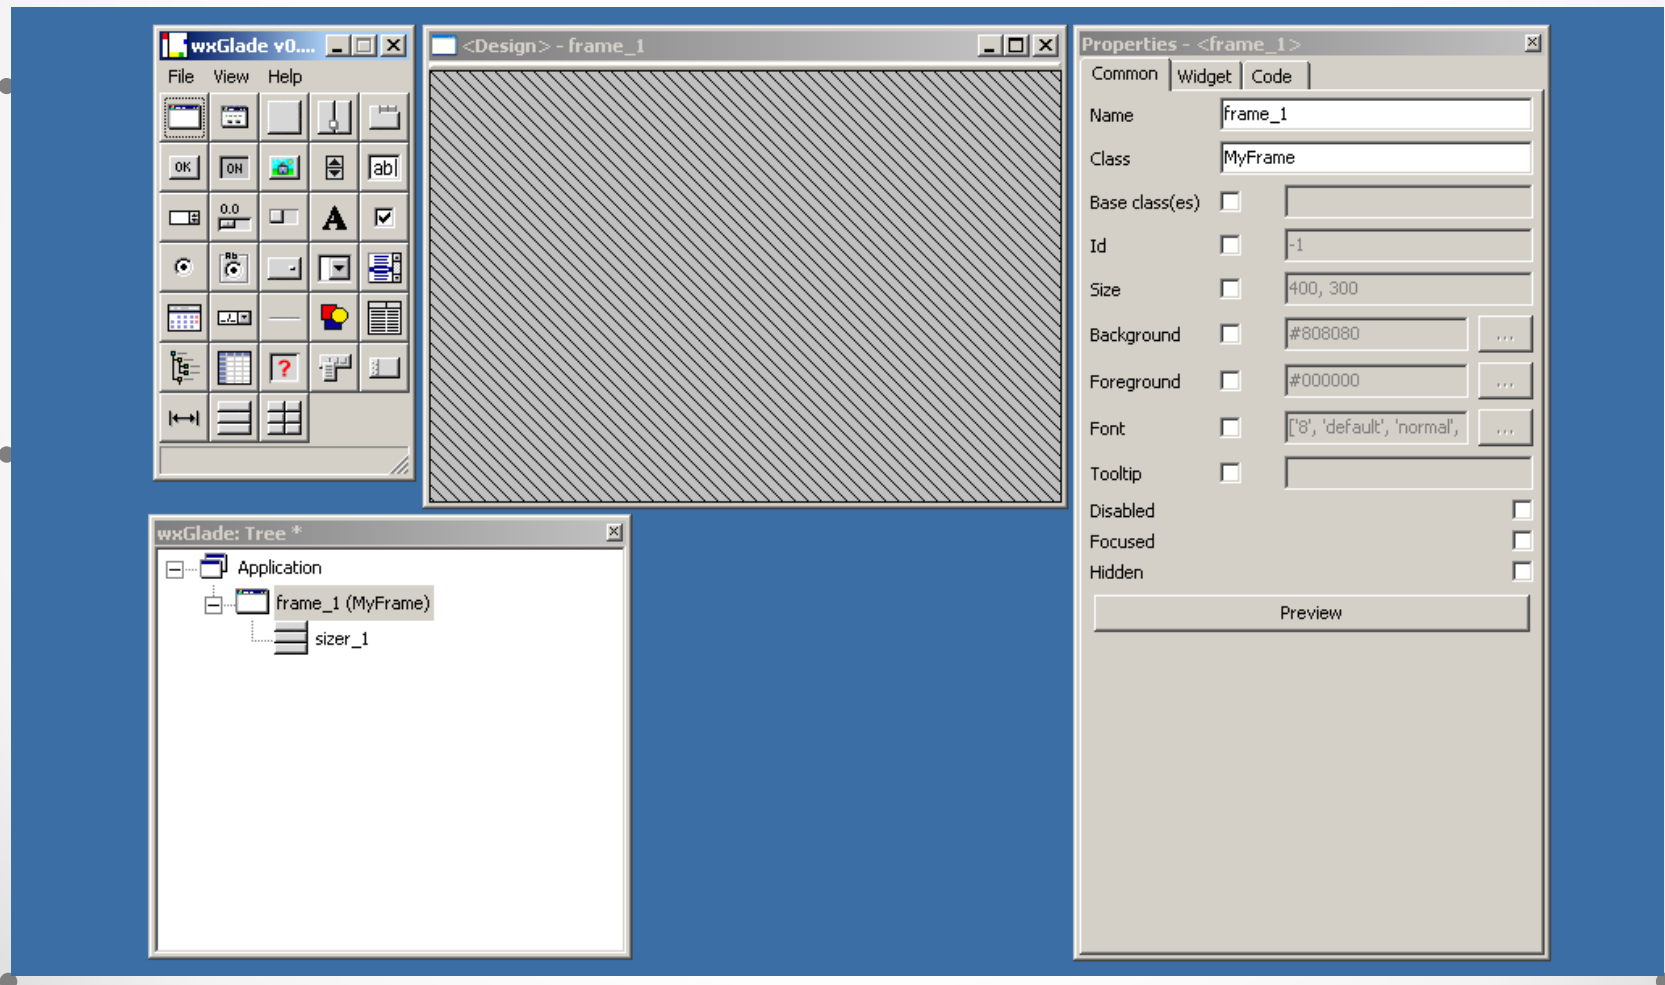 wxGlade v0....
File View Help
OK ON ab
0.0
A
Rb
?
<Design> - frame_1
wxGlade: Tree *
Application
frame_1 (MyFrame)
sizer_1
Properties - <frame_1>
Common Widget Code
Name frame_1
Class MyFrame
Base class(es)
Id -1
Size 400, 300
Background #808080 ...
Foreground #000000 ...
Font ['8', 'default', 'normal', ...
Tooltip
Disabled
Focused
Hidden
Preview